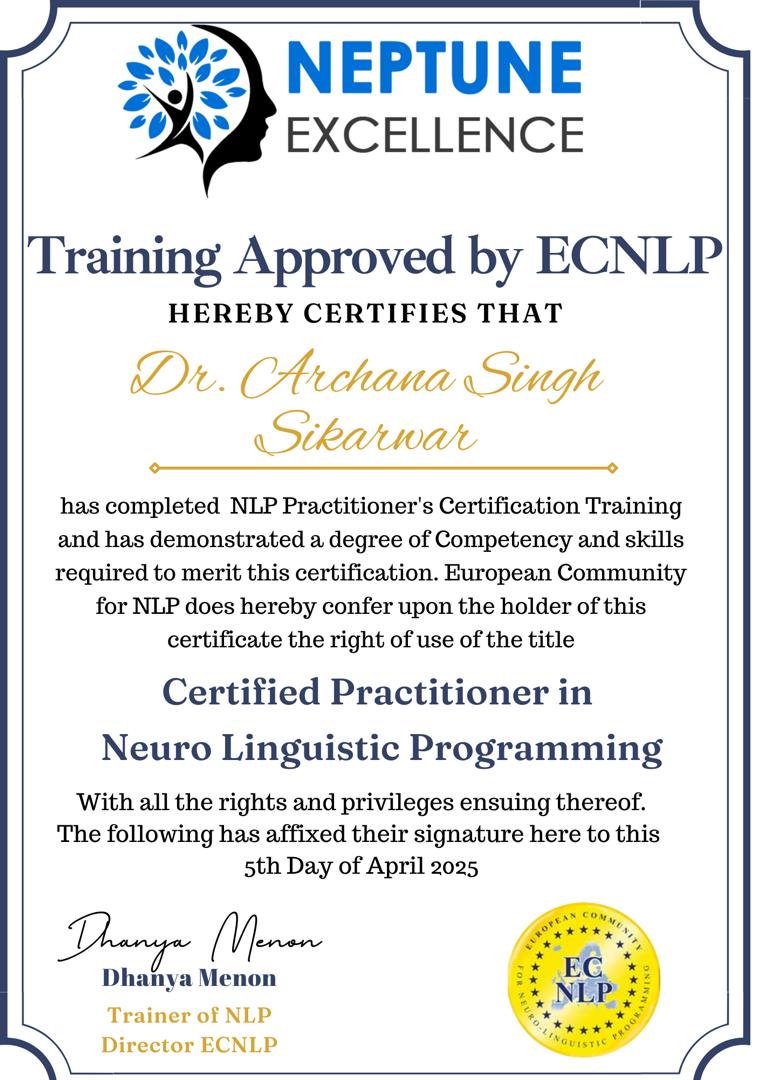 NEPTUNE
EXCELLENCE
Training Approved by ECNLP
HEREBY CERTIFIES THAT
Dr. Archana Singh
Sikarwar
has completed NLP Practitioner's Certification Training
and has demonstrated a degree of Competency and skills
required to merit this certification. European Community
for NLP does hereby confer upon the holder of this
certificate the right of use of the title
Certified Practitioner in
Neuro Linguistic Programming
With all the rights and privileges ensuing thereof.
The following has affixed their signature here to this
5th Day of April 2025
Dhanya Menon
Dhanya Menon
Trainer of NLP
Director ECNLP
EUROPEAN COMMUNITY
EC
NLP
FOR NEURO-LINGUISTIC PROGRAMMING